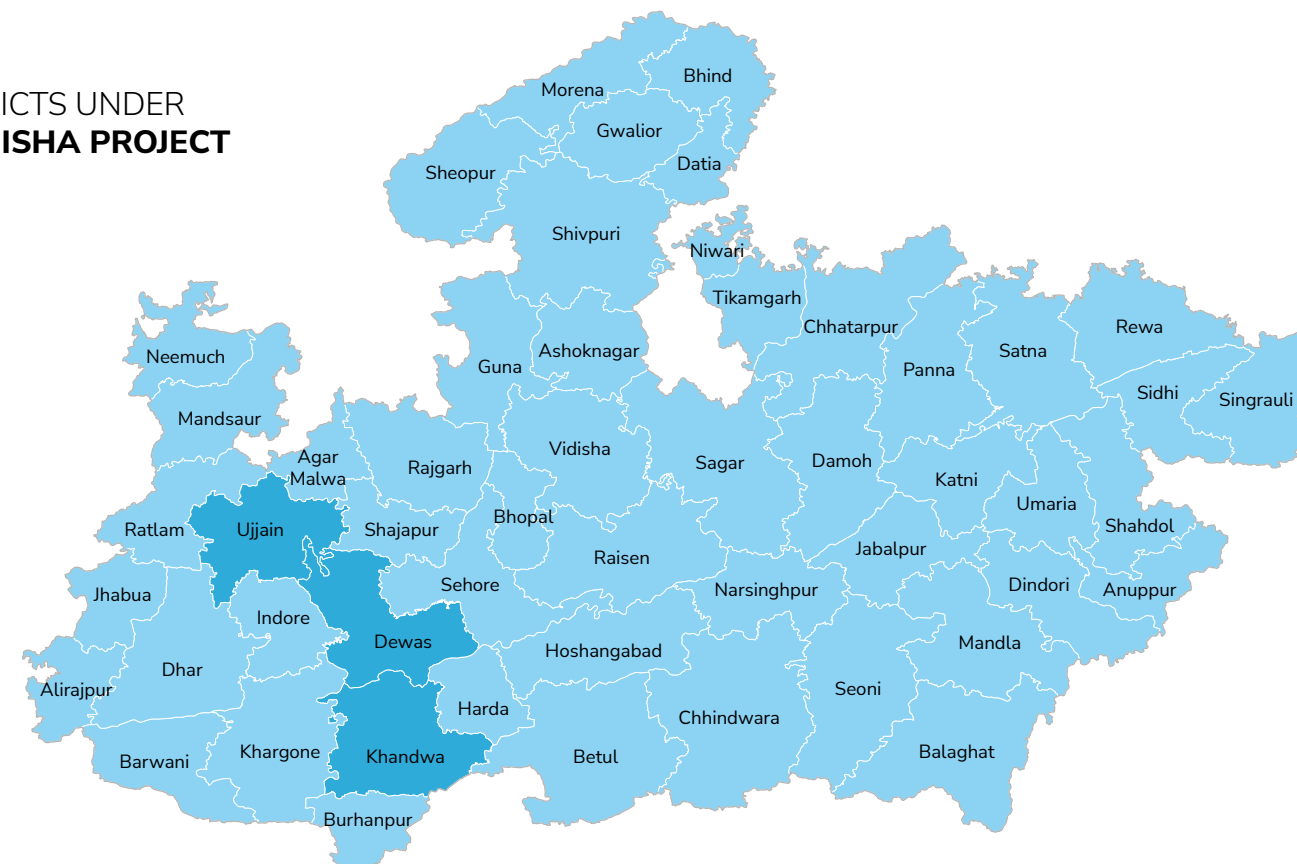 ICTS UNDER
ISHA PROJECT
Bhind
Morena
Gwalior
Datia
Sheopur
Shivpuri
Niwari
Tikamgarh
Chhatarpur
Rewa
Neemuch
Ashoknagar
Satna
Guna
Panna
Sidhi
Singrauli
Mandsaur
Vidisha
Agar
Malwa
Rajgarh
Sagar
Damoh
Katni
Umaria
Bhopal
Shahdol
Ratlam
Ujjain
Shajapur
Jabalpur
Raisen
Sehore
Narsinghpur
Dindori
Anuppur
Jhabua
Indore
Dewas
Hoshangabad
Mandla
Dhar
Alirajpur
Seoni
Harda
Chhindwara
Khargone
Balaghat
Barwani
Khandwa
Betul
Burhanpur